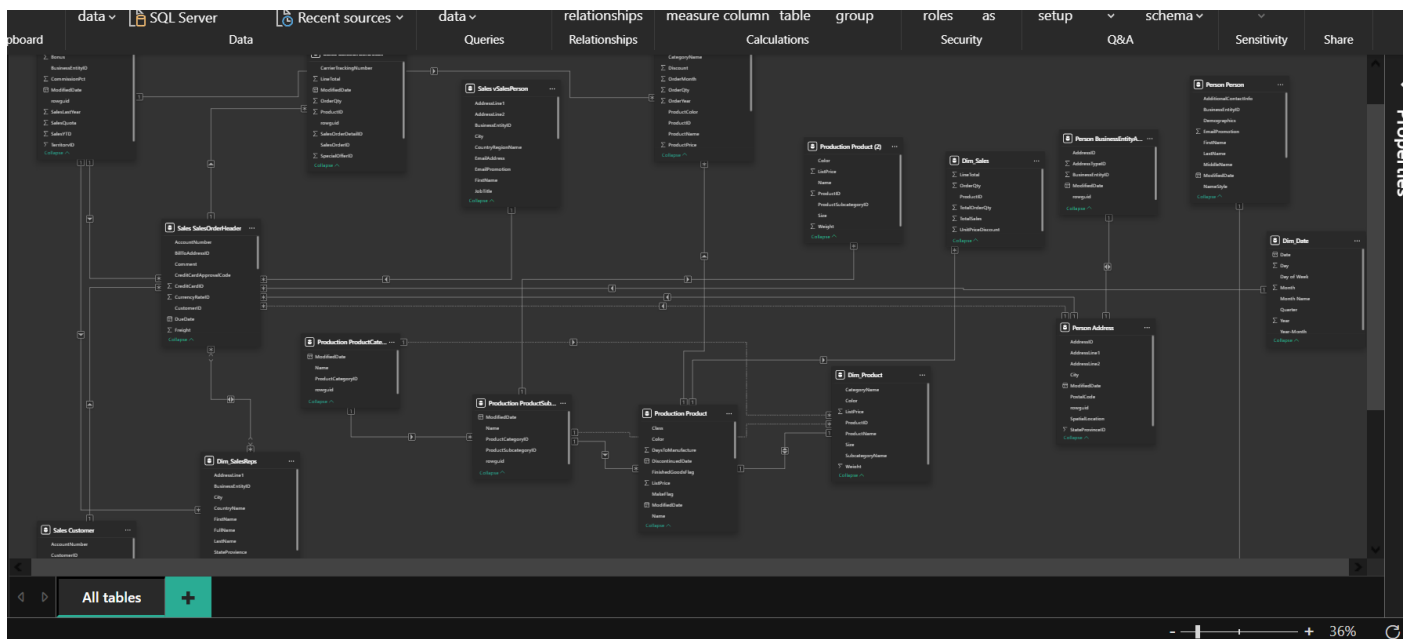 data SQL Server Recent sources data relationships measure column table group roles as setup schema
pboard Data Queries Relationships Calculations Security Q&A Sensitivity Share
Properties
Bonus
BusinessEntityID
CommissionPct
ModifiedDate
rowguid
SalesLastYear
SalesQuota
SalesYTD
TerritoryID
Collapse
CarrierTrackingNumber
LineTotal
ModifiedDate
OrderQty
ProductID
rowguid
SalesOrderDetailID
SalesOrderID
SpecialOfferID
Collapse
Sales vSalesPerson
AddressLine1
AddressLine2
BusinessEntityID
City
CountryRegionName
EmailAddress
EmailPromotion
FirstName
JobTitle
Collapse
CategoryName
Discount
OrderMonth
OrderQty
OrderYear
ProductColor
ProductID
ProductName
ProductPrice
Collapse
Production Product (2)
Color
ListPrice
Name
ProductID
ProductSubcategoryID
Size
Weight
Collapse
Dim_Sales
LineTotal
OrderQty
ProductID
TotalOrderQty
TotalSales
UnitPriceDiscount
Collapse
Person BusinessEntityA...
AddressID
AddressTypeID
BusinessEntityID
ModifiedDate
rowguid
Collapse
Person Person
AdditionalContactInfo
BusinessEntityID
Demographics
EmailPromotion
FirstName
LastName
MiddleName
ModifiedDate
NameStyle
Collapse
Sales SalesOrderHeader
AccountNumber
BillToAddressID
Comment
CreditCardApprovalCode
CreditCardID
CurrencyRateID
CustomerID
DueDate
Freight
Collapse
Dim_Date
Date
Day
Day of Week
Month
Month Name
Quarter
Year
Year-Month
Collapse
Production ProductCate...
ModifiedDate
Name
ProductCategoryID
rowguid
Collapse
Person Address
AddressID
AddressLine1
AddressLine2
City
ModifiedDate
PostalCode
rowguid
SpatialLocation
StateProvinceID
Collapse
Production ProductSub...
ModifiedDate
Name
ProductCategoryID
ProductSubcategoryID
rowguid
Collapse
Production Product
Class
Color
DaysToManufacture
DiscontinuedDate
FinishedGoodsFlag
ListPrice
MakeFlag
ModifiedDate
Name
Collapse
Dim_Product
CategoryName
Color
ListPrice
ProductID
ProductName
Size
SubcategoryName
Weight
Collapse
Dim_SalesReps
AddressLine1
BusinessEntityID
City
CountryName
FirstName
FullName
LastName
StateProvience
Sales Customer
AccountNumber
CustomerID
All tables +
- + 36%